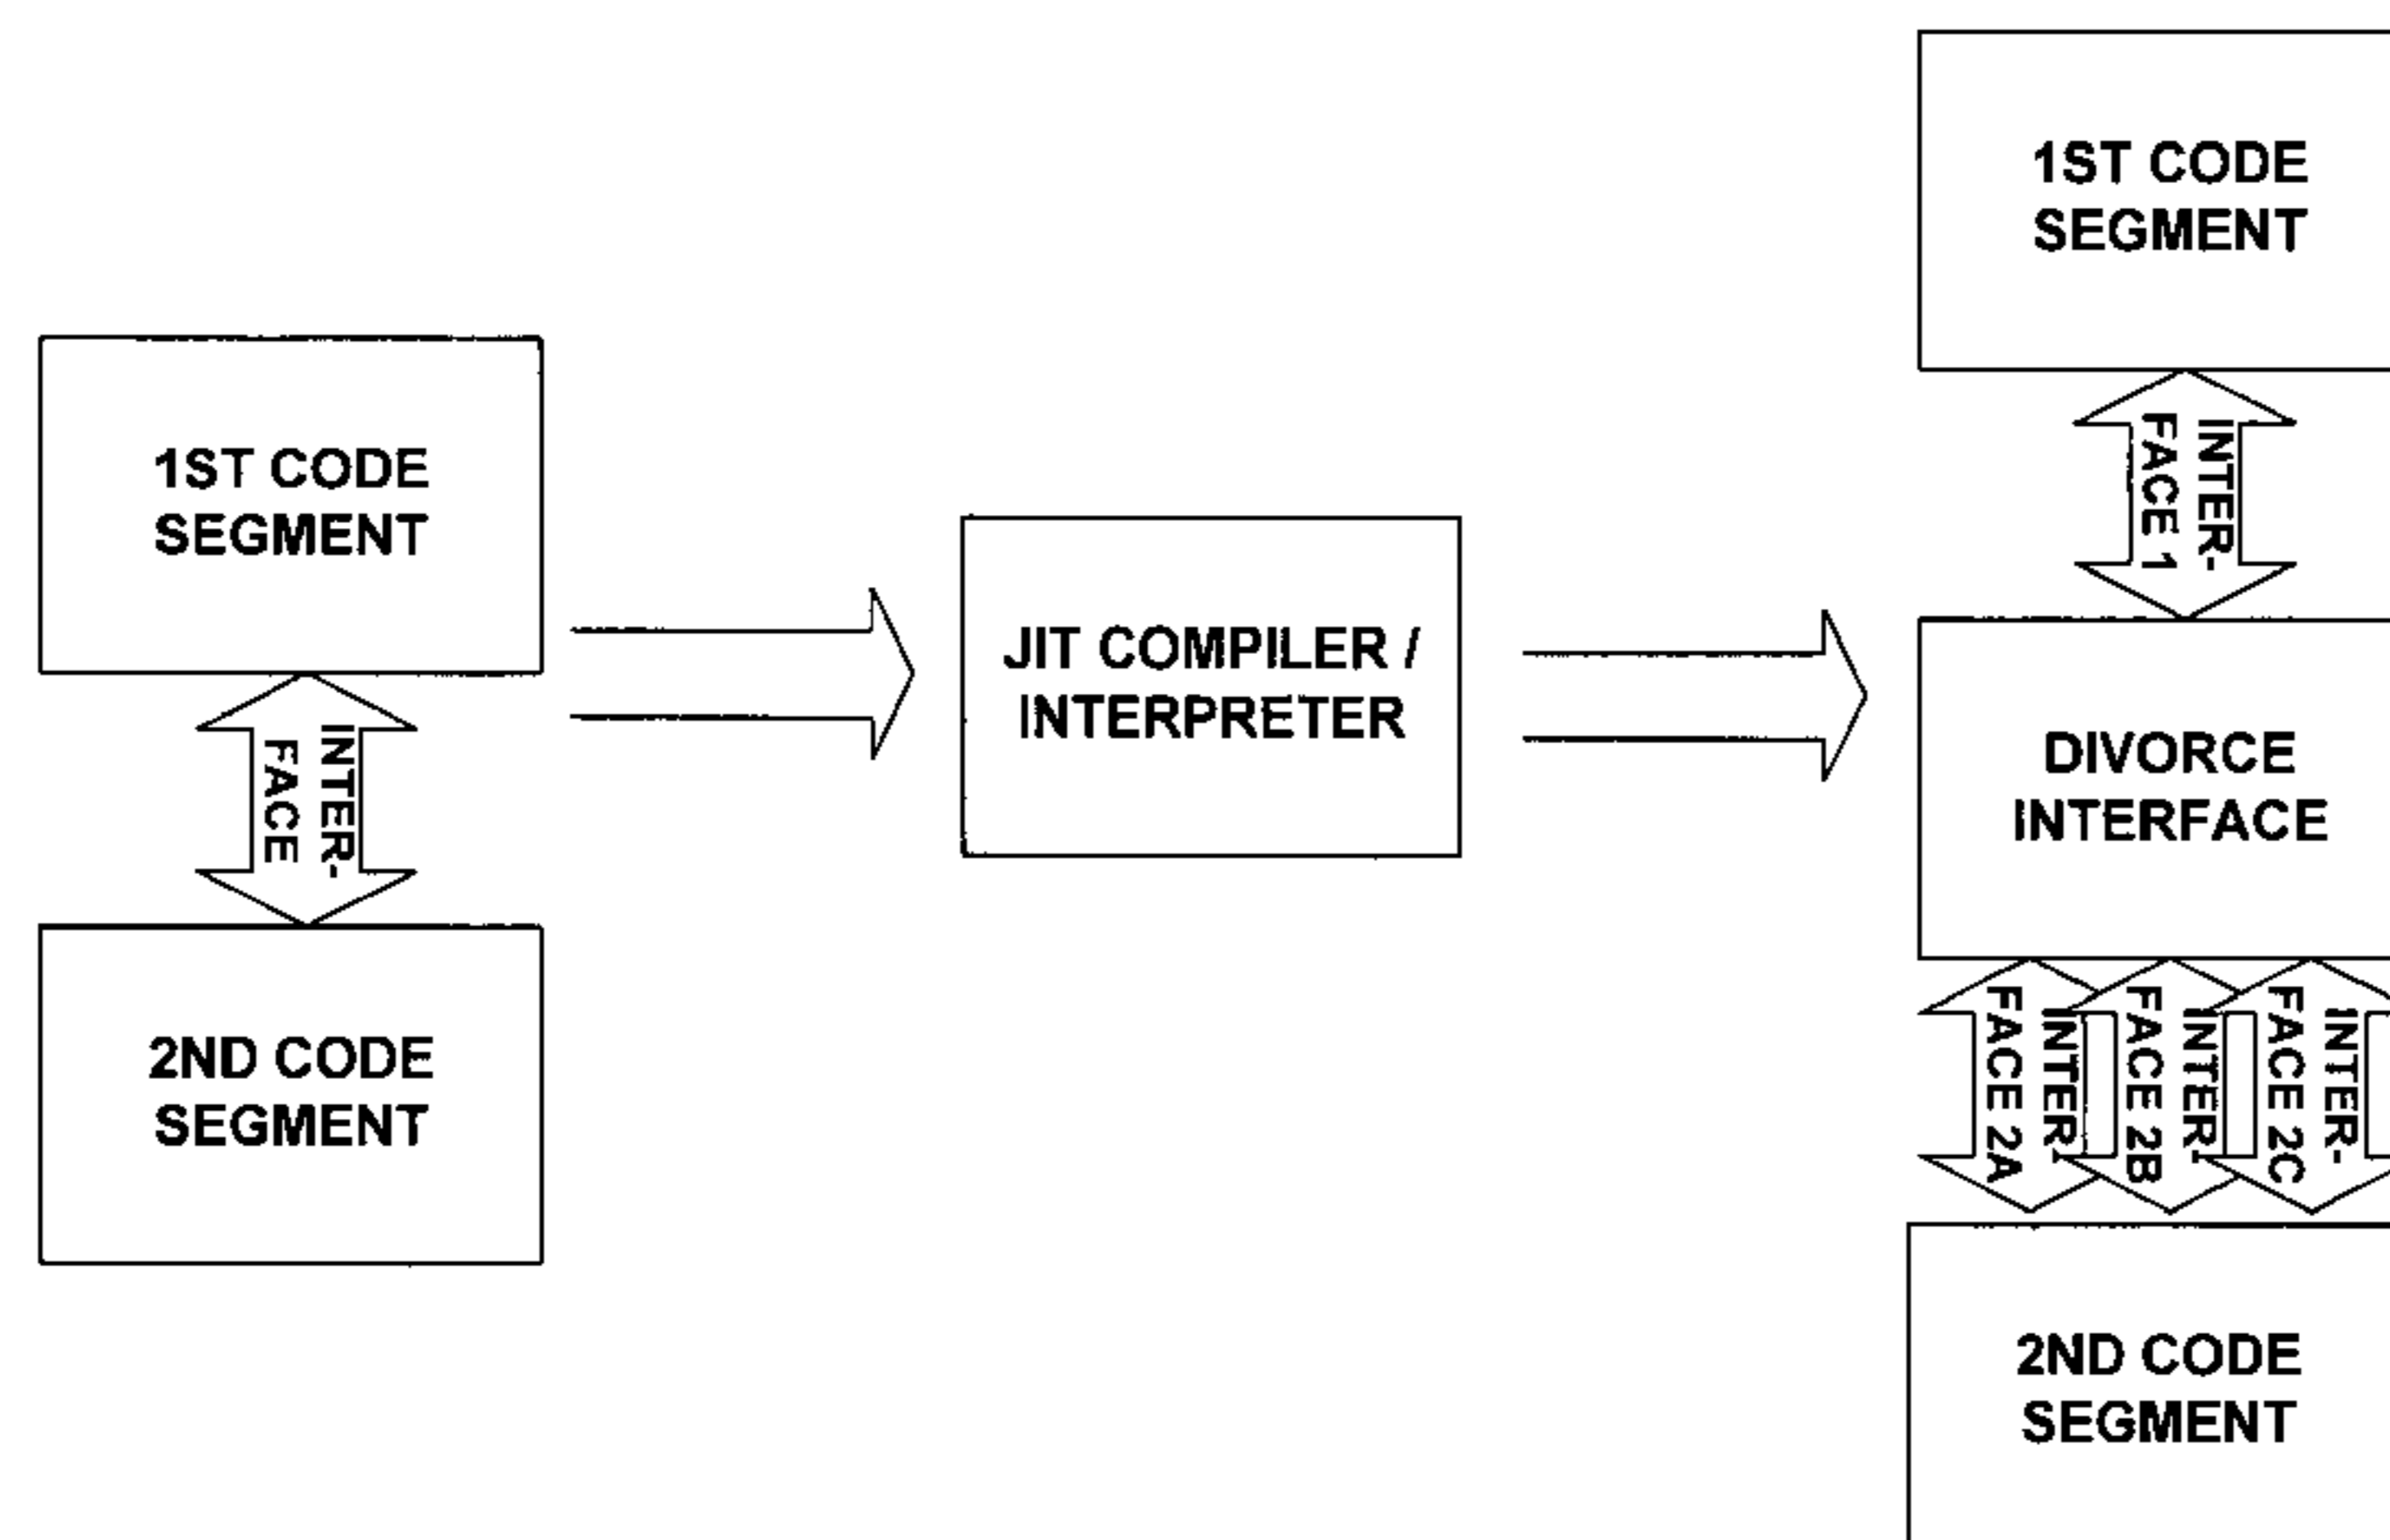 1ST CODE
SEGMENT
INTER-
FACE
2ND CODE
SEGMENT
JIT COMPILER /
INTERPRETER
1ST CODE
SEGMENT
INTER-
FACE 1
DIVORCE
INTERFACE
INTER-
FACE 2A
INTER-
FACE 2B
INTER-
FACE 2C
2ND CODE
SEGMENT